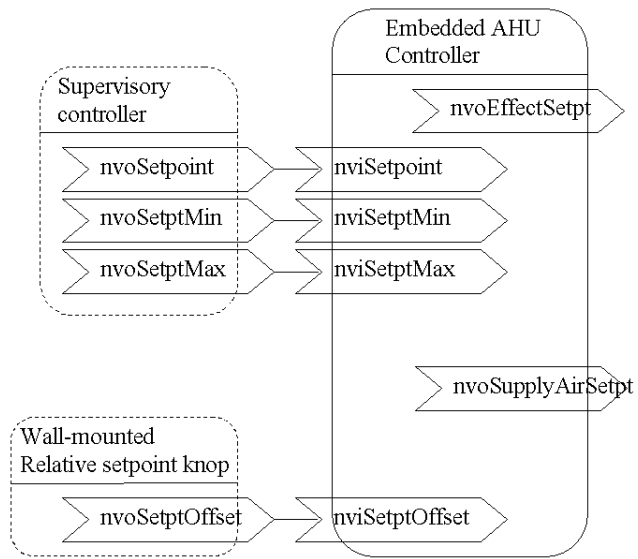 Embedded AHU
Controller
nvoEffectSetpt
Supervisory
controller
nvoSetpoint
nviSetpoint
nvoSetptMin
nviSetptMin
nvoSetptMax
nviSetptMax
nvoSupplyAirSetpt
Wall-mounted
Relative setpoint knop
nvoSetptOffset
nviSetptOffset